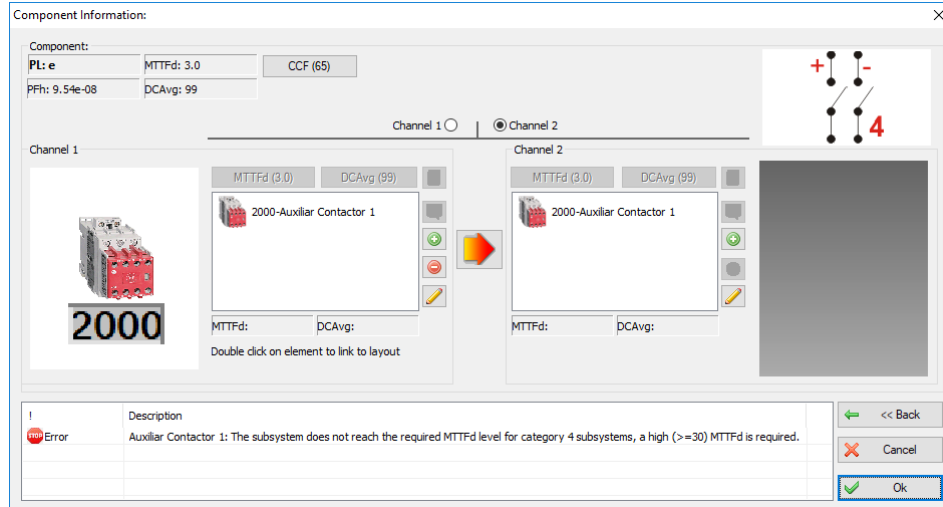 Component Information:
Component:
PL: e
MTTFd: 3.0
CCF (65)
PFh: 9.54e-08
DCAvg: 99
+ -
4
Channel 1
Channel 2
Channel 1
MTTFd (3.0)
DCAvg (99)
2000-Auxiliar Contactor 1
2000
MTTFd:
DCAvg:
Double click on element to link to layout
Channel 2
MTTFd (3.0)
DCAvg (99)
2000-Auxiliar Contactor 1
MTTFd:
DCAvg:
! Description
STOP Error Auxiliar Contactor 1: The subsystem does not reach the required MTTFd level for category 4 subsystems, a high (>=30) MTTFd is required.
<< Back
Cancel
Ok